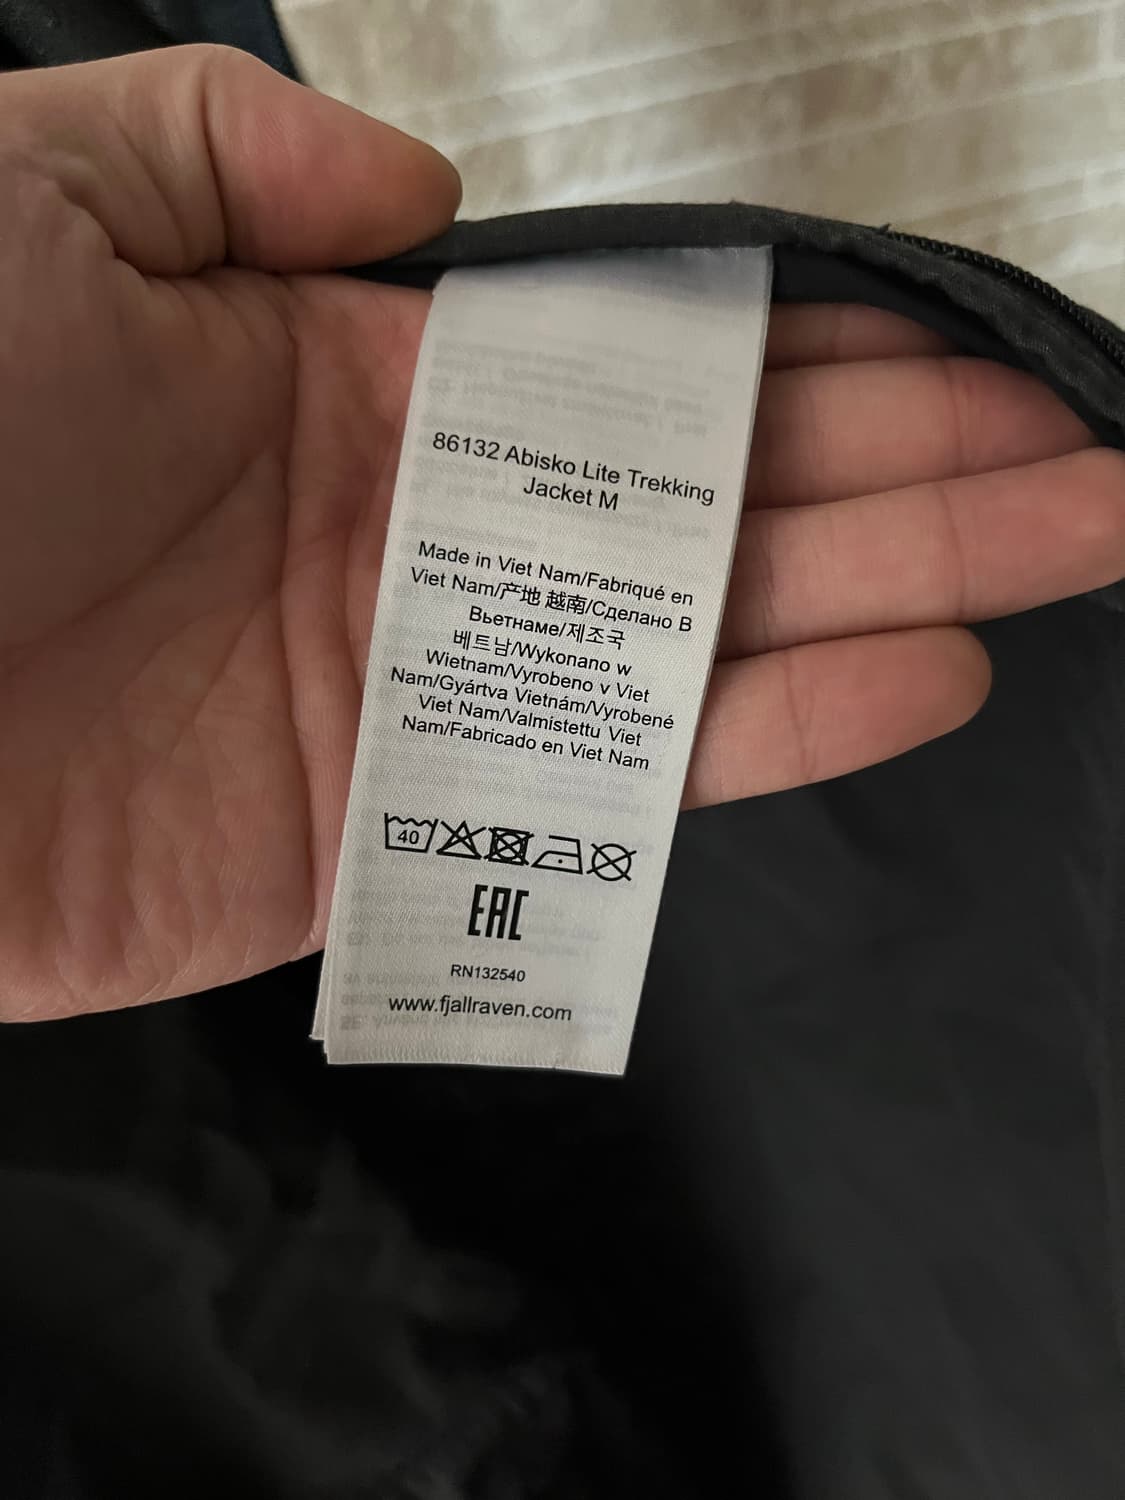 86132 Abisko Lite Trekking
Jacket M
Made in Viet Nam/Fabriqué en
Viet Nam/产地 越南/Сделано В
Вьетнаме/제조국
베트남/Wykonano w
Wietnam/Vyrobeno v Viet
Nam/Gyártva Vietnám/Vyrobené
Viet Nam/Valmistettu Viet
Nam/Fabricado en Viet Nam
40
EAC
RN132540
www.fjallraven.com